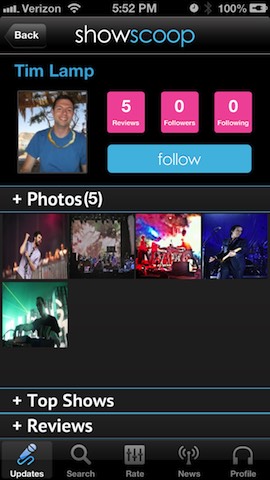 Verizon 5:52 PM 100%
Back showscoop
Tim Lamp
5 0 0
Reviews Followers Following
follow
+ Photos(5)
+ Top Shows
+ Reviews
Updates Search Rate News Profile